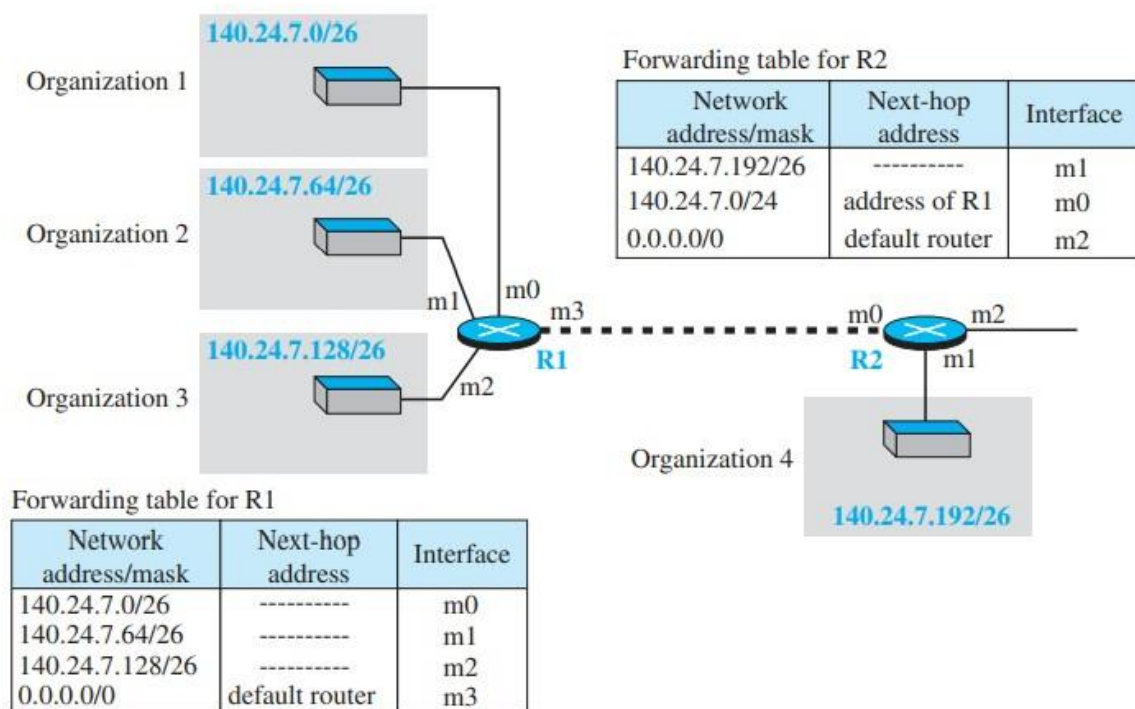 140.24.7.0/26
Organization 1
140.24.7.64/26
Organization 2
140.24.7.128/26
Organization 3
m0
m1
m2
m3
R1
Forwarding table for R2
Network address/mask Next-hop address Interface
140.24.7.192/26 ---------- m1
140.24.7.0/24 address of R1 m0
0.0.0.0/0 default router m2
m0
m2
R2
m1
Organization 4
140.24.7.192/26
Forwarding table for R1
Network address/mask Next-hop address Interface
140.24.7.0/26 ---------- m0
140.24.7.64/26 ---------- m1
140.24.7.128/26 ---------- m2
0.0.0.0/0 default router m3